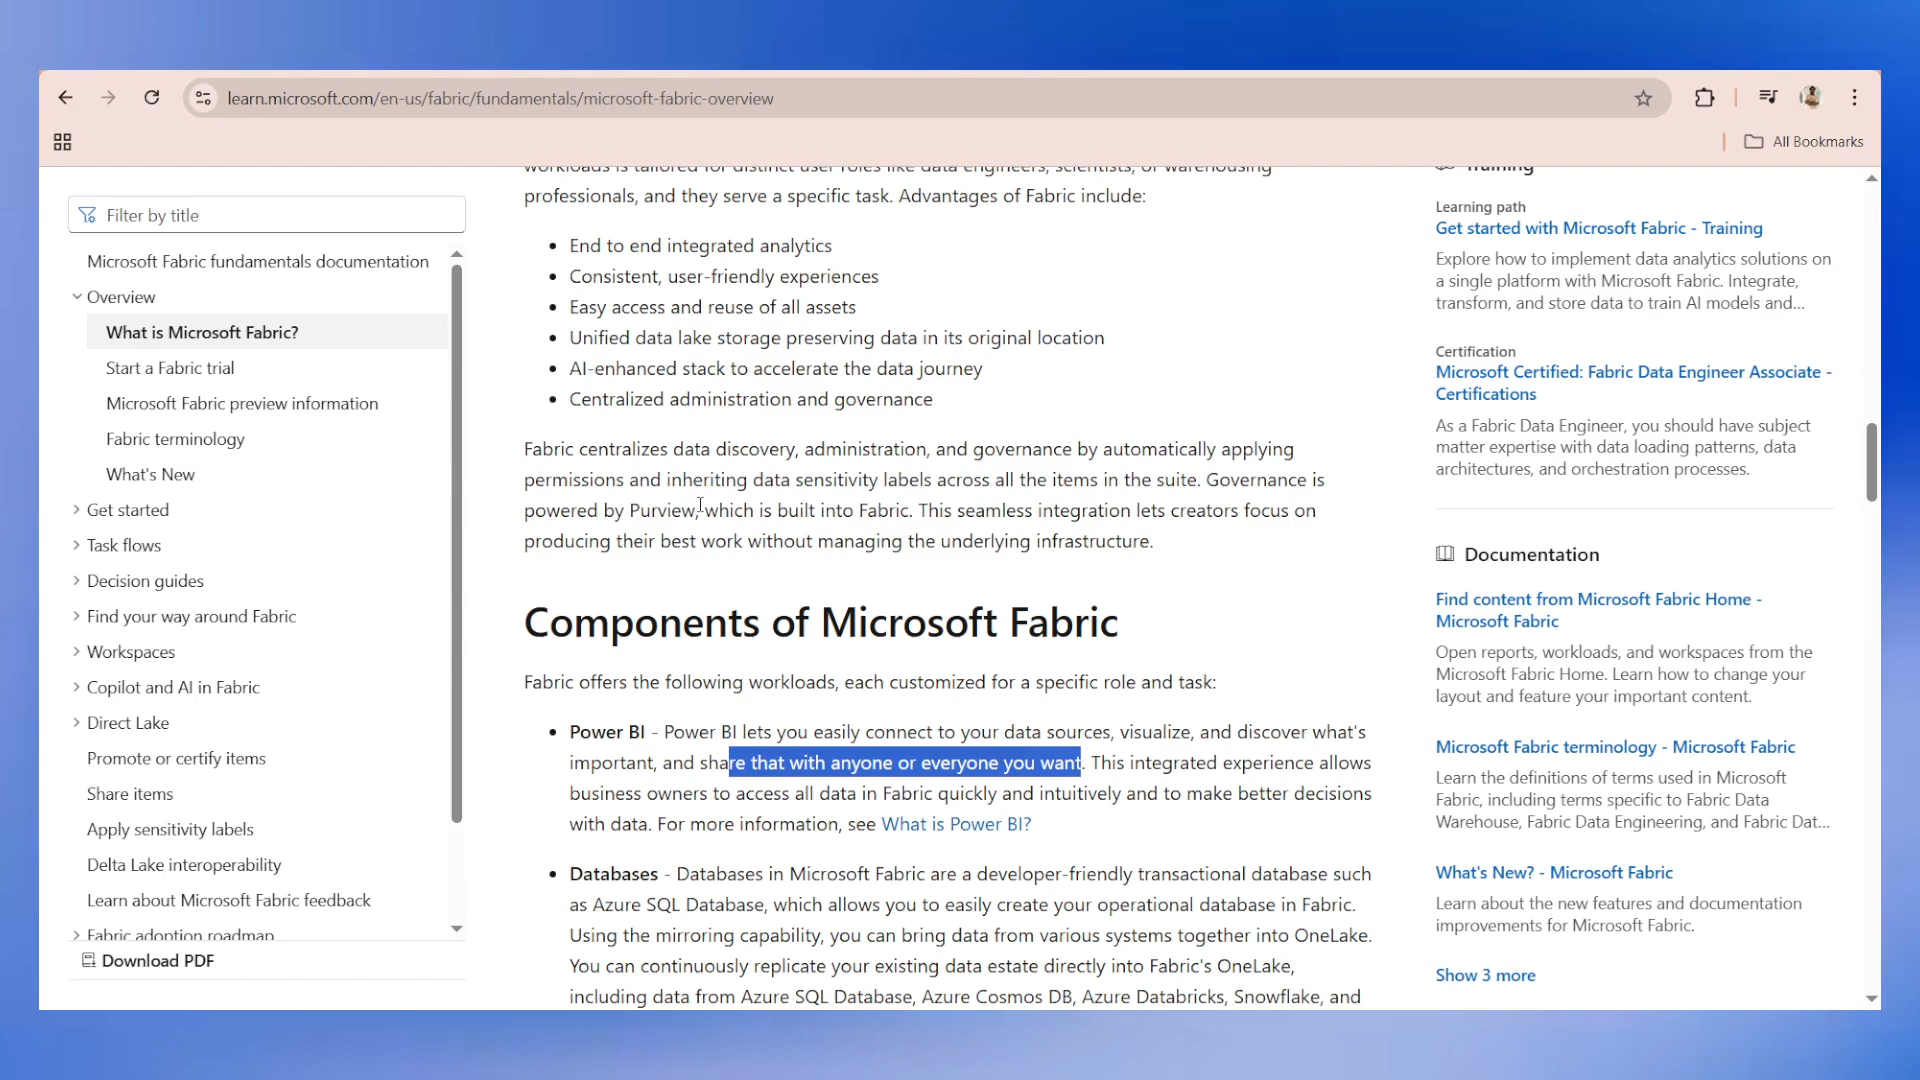 learn.microsoft.com/en-us/fabric/fundamentals/microsoft-fabric-overview
All Bookmarks
Filter by title
Microsoft Fabric fundamentals documentation
Overview
What is Microsoft Fabric?
Start a Fabric trial
Microsoft Fabric preview information
Fabric terminology
What's New
Get started
Task flows
Decision guides
Find your way around Fabric
Workspaces
Copilot and AI in Fabric
Direct Lake
Promote or certify items
Share items
Apply sensitivity labels
Delta Lake interoperability
Learn about Microsoft Fabric feedback
Fabric adoption roadmap
Download PDF
workloads is tailored for distinct user roles like data engineers, scientists, or warehousing
professionals, and they serve a specific task. Advantages of Fabric include:
• End to end integrated analytics
• Consistent, user-friendly experiences
• Easy access and reuse of all assets
• Unified data lake storage preserving data in its original location
• AI-enhanced stack to accelerate the data journey
• Centralized administration and governance
Fabric centralizes data discovery, administration, and governance by automatically applying
permissions and inheriting data sensitivity labels across all the items in the suite. Governance is
powered by Purview, which is built into Fabric. This seamless integration lets creators focus on
producing their best work without managing the underlying infrastructure.
Components of Microsoft Fabric
Fabric offers the following workloads, each customized for a specific role and task:
• Power BI - Power BI lets you easily connect to your data sources, visualize, and discover what's
important, and share that with anyone or everyone you want. This integrated experience allows
business owners to access all data in Fabric quickly and intuitively and to make better decisions
with data. For more information, see What is Power BI?
• Databases - Databases in Microsoft Fabric are a developer-friendly transactional database such
as Azure SQL Database, which allows you to easily create your operational database in Fabric.
Using the mirroring capability, you can bring data from various systems together into OneLake.
You can continuously replicate your existing data estate directly into Fabric's OneLake,
including data from Azure SQL Database, Azure Cosmos DB, Azure Databricks, Snowflake, and
Training
Learning path
Get started with Microsoft Fabric - Training
Explore how to implement data analytics solutions on
a single platform with Microsoft Fabric. Integrate,
transform, and store data to train AI models and...
Certification
Microsoft Certified: Fabric Data Engineer Associate -
Certifications
As a Fabric Data Engineer, you should have subject
matter expertise with data loading patterns, data
architectures, and orchestration processes.
Documentation
Find content from Microsoft Fabric Home -
Microsoft Fabric
Open reports, workloads, and workspaces from the
Microsoft Fabric Home. Learn how to change your
layout and feature your important content.
Microsoft Fabric terminology - Microsoft Fabric
Learn the definitions of terms used in Microsoft
Fabric, including terms specific to Fabric Data
Warehouse, Fabric Data Engineering, and Fabric Dat...
What's New? - Microsoft Fabric
Learn about the new features and documentation
improvements for Microsoft Fabric.
Show 3 more